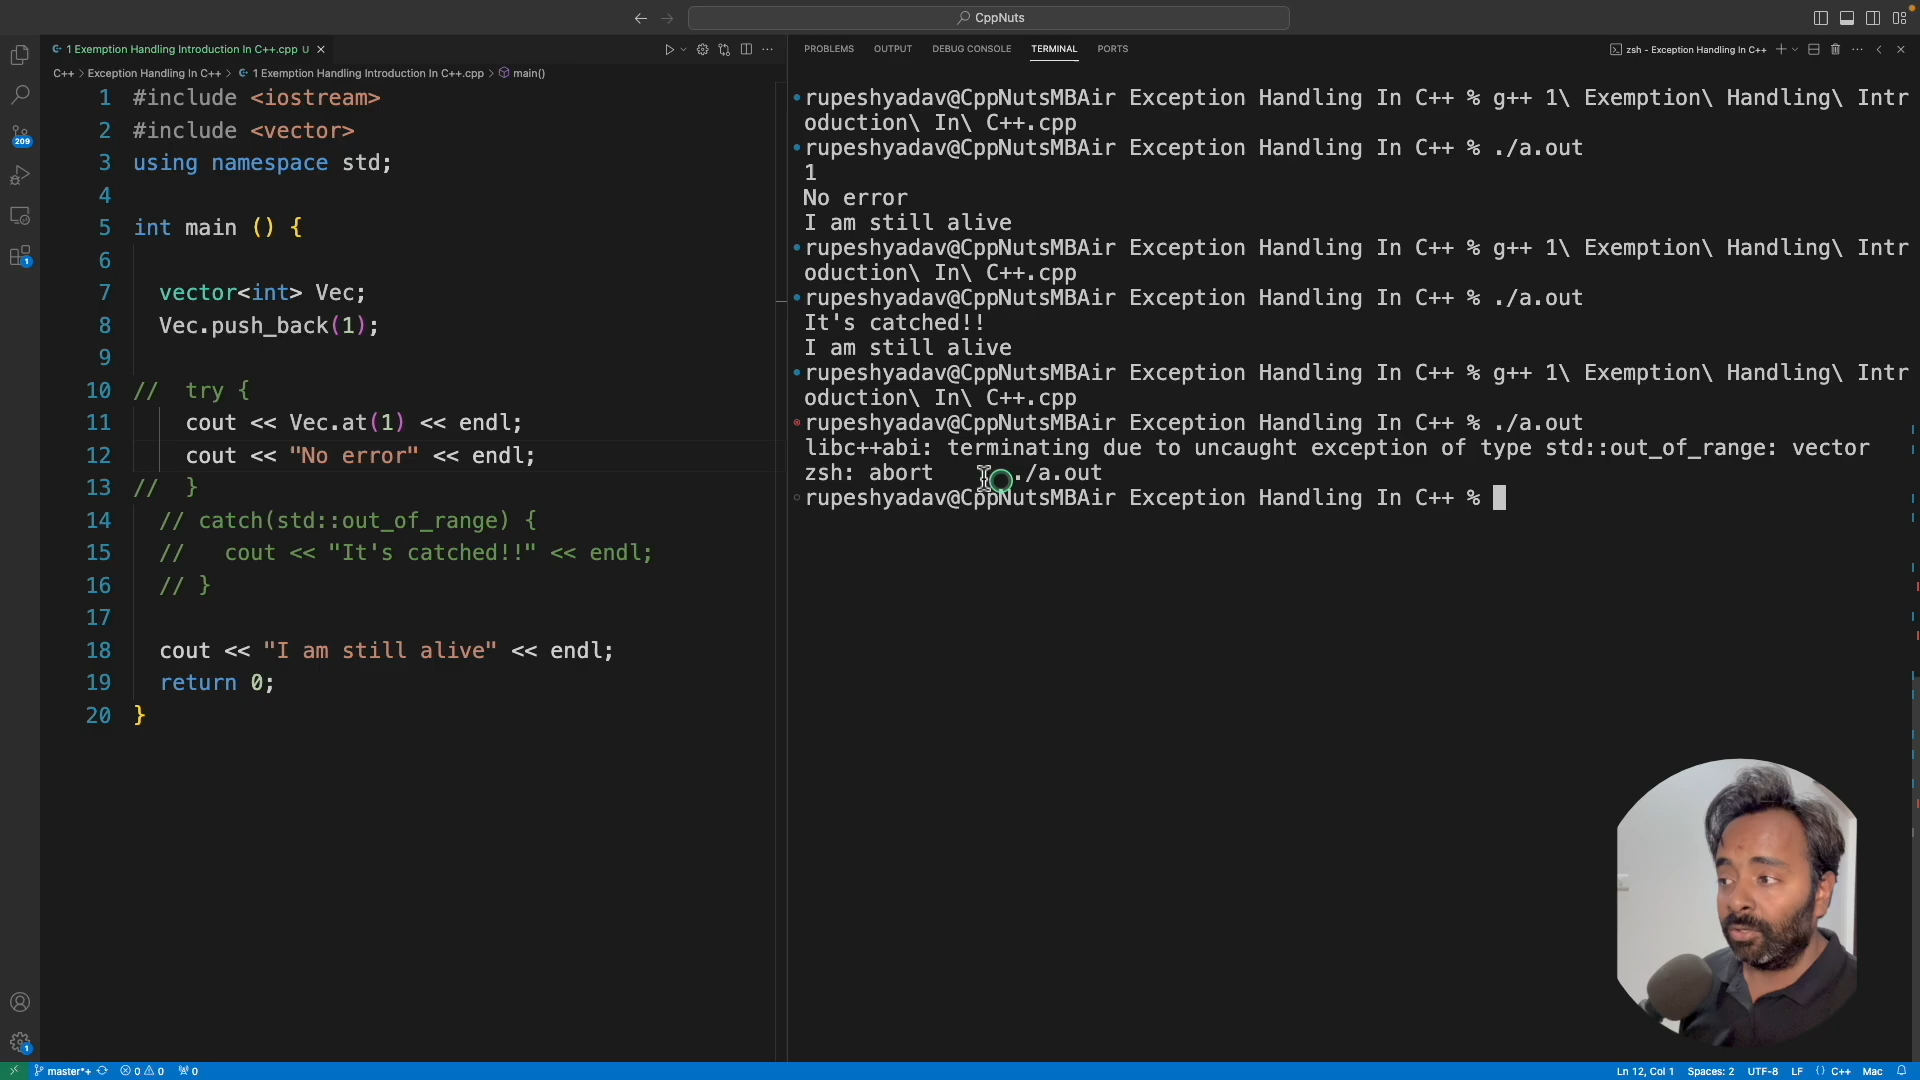 CppNuts
1 Exemption Handling Introduction In C++.cpp U
C++ > Exception Handling In C++ > 1 Exemption Handling Introduction In C++.cpp > main()
1 #include <iostream>
2 #include <vector>
3 using namespace std;
4
5 int main () {
6
7 vector<int> Vec;
8 Vec.push_back(1);
9
10 // try {
11 cout << Vec.at(1) << endl;
12 cout << "No error" << endl;
13 // }
14 // catch(std::out_of_range) {
15 // cout << "It's catched!!" << endl;
16 // }
17
18 cout << "I am still alive" << endl;
19 return 0;
20 }
PROBLEMS OUTPUT DEBUG CONSOLE TERMINAL PORTS
zsh - Exception Handling In C++
rupeshyadav@CppNutsMBAir Exception Handling In C++ % g++ 1\ Exemption\ Handling\ Intr
oduction\ In\ C++.cpp
rupeshyadav@CppNutsMBAir Exception Handling In C++ % ./a.out
1
No error
I am still alive
rupeshyadav@CppNutsMBAir Exception Handling In C++ % g++ 1\ Exemption\ Handling\ Intr
oduction\ In\ C++.cpp
rupeshyadav@CppNutsMBAir Exception Handling In C++ % ./a.out
It's catched!!
I am still alive
rupeshyadav@CppNutsMBAir Exception Handling In C++ % g++ 1\ Exemption\ Handling\ Intr
oduction\ In\ C++.cpp
rupeshyadav@CppNutsMBAir Exception Handling In C++ % ./a.out
libc++abi: terminating due to uncaught exception of type std::out_of_range: vector
zsh: abort ./a.out
rupeshyadav@CppNutsMBAir Exception Handling In C++ %
209
1
1
master*+ 0 0 0
Ln 12, Col 1 Spaces: 2 UTF-8 LF {} C++ Mac